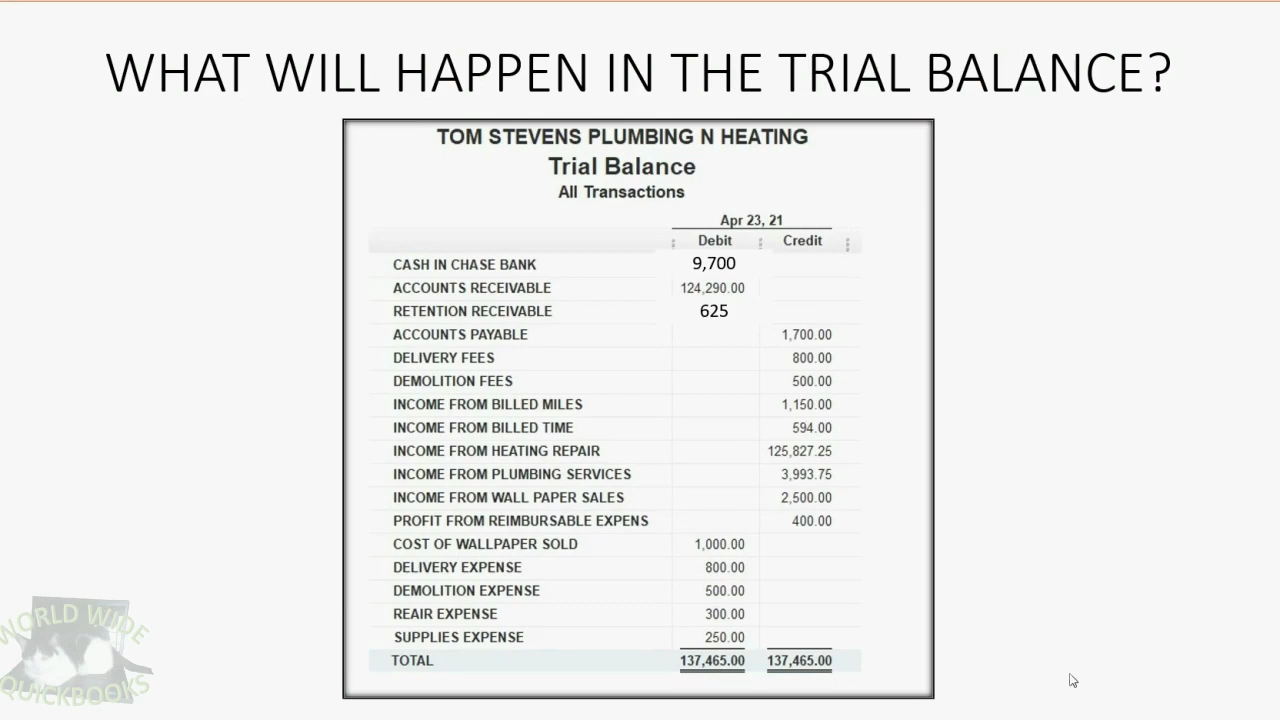 WHAT WILL HAPPEN IN THE TRIAL BALANCE?
TOM STEVENS PLUMBING N HEATING
Trial Balance
All Transactions
Apr 23, 21
Debit Credit
CASH IN CHASE BANK 9,700
ACCOUNTS RECEIVABLE 124,290.00
RETENTION RECEIVABLE 625
ACCOUNTS PAYABLE 1,700.00
DELIVERY FEES 800.00
DEMOLITION FEES 500.00
INCOME FROM BILLED MILES 1,150.00
INCOME FROM BILLED TIME 594.00
INCOME FROM HEATING REPAIR 125,827.25
INCOME FROM PLUMBING SERVICES 3,993.75
INCOME FROM WALL PAPER SALES 2,500.00
PROFIT FROM REIMBURSABLE EXPENS 400.00
COST OF WALLPAPER SOLD 1,000.00
DELIVERY EXPENSE 800.00
DEMOLITION EXPENSE 500.00
REAIR EXPENSE 300.00
SUPPLIES EXPENSE 250.00
TOTAL 137,465.00 137,465.00
WORLD WIDE
QUICKBOOKS